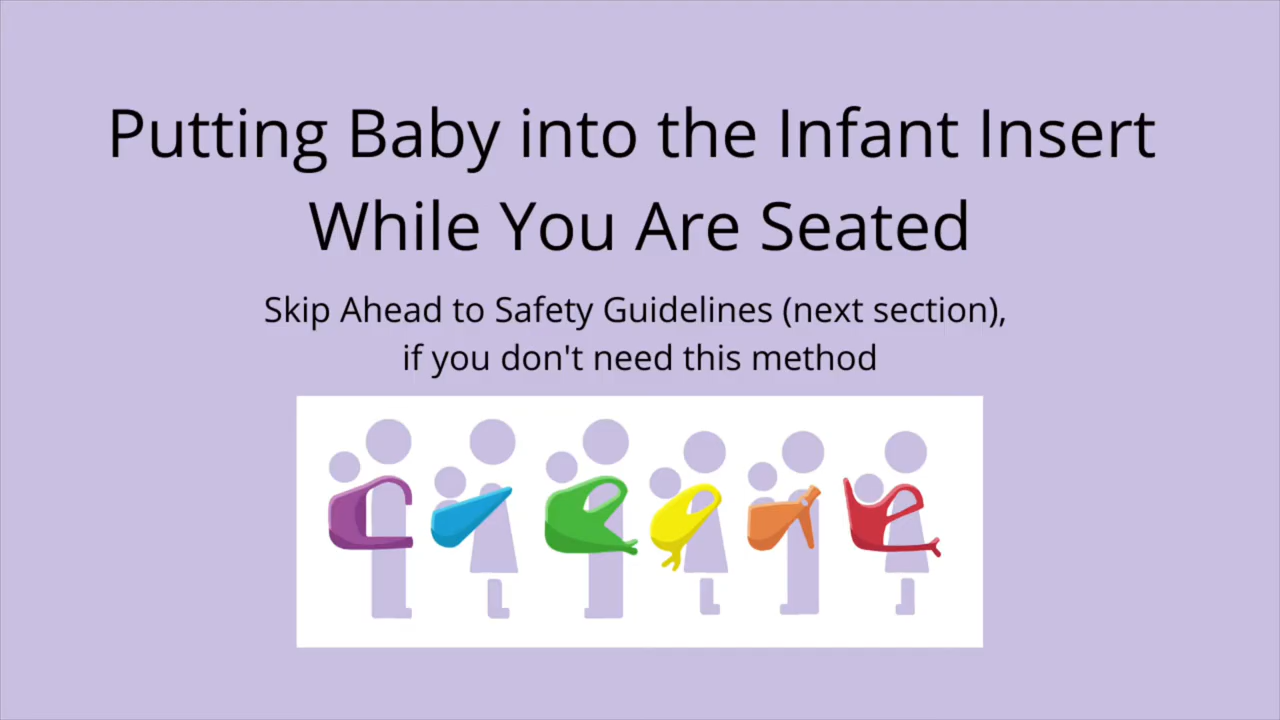 Putting Baby into the Infant Insert
While You Are Seated
Skip Ahead to Safety Guidelines (next section),
if you don't need this method